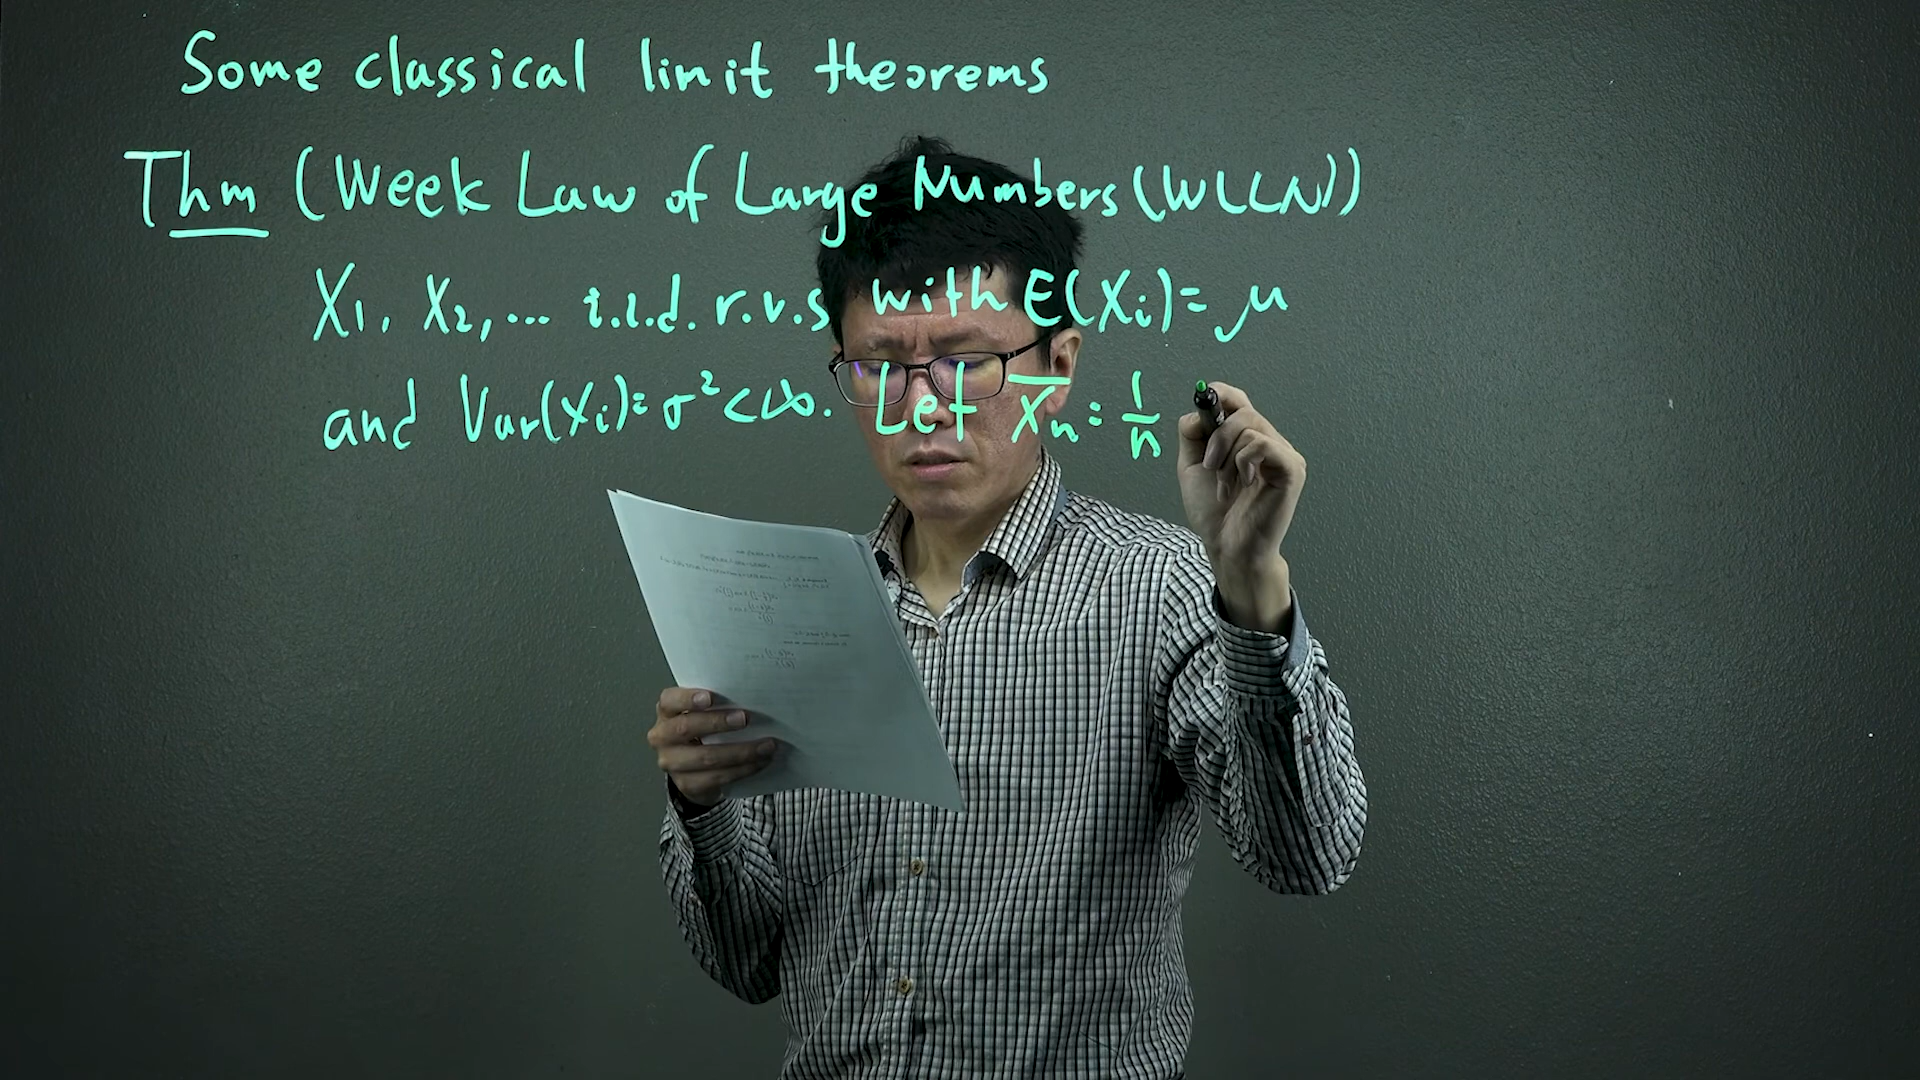 Some classical limit theorems
Thm (Week Law of Large Numbers (WLLN))
X₁, X₂, ... i.i.d. r.v.s with E(Xᵢ) = μ
and Var(Xᵢ) = σ² < ∞. Let X̅ₙ = 1/n